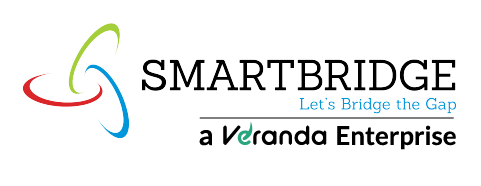 SMARTBRIDGE
Let's Bridge the Gap
a Veranda Enterprise